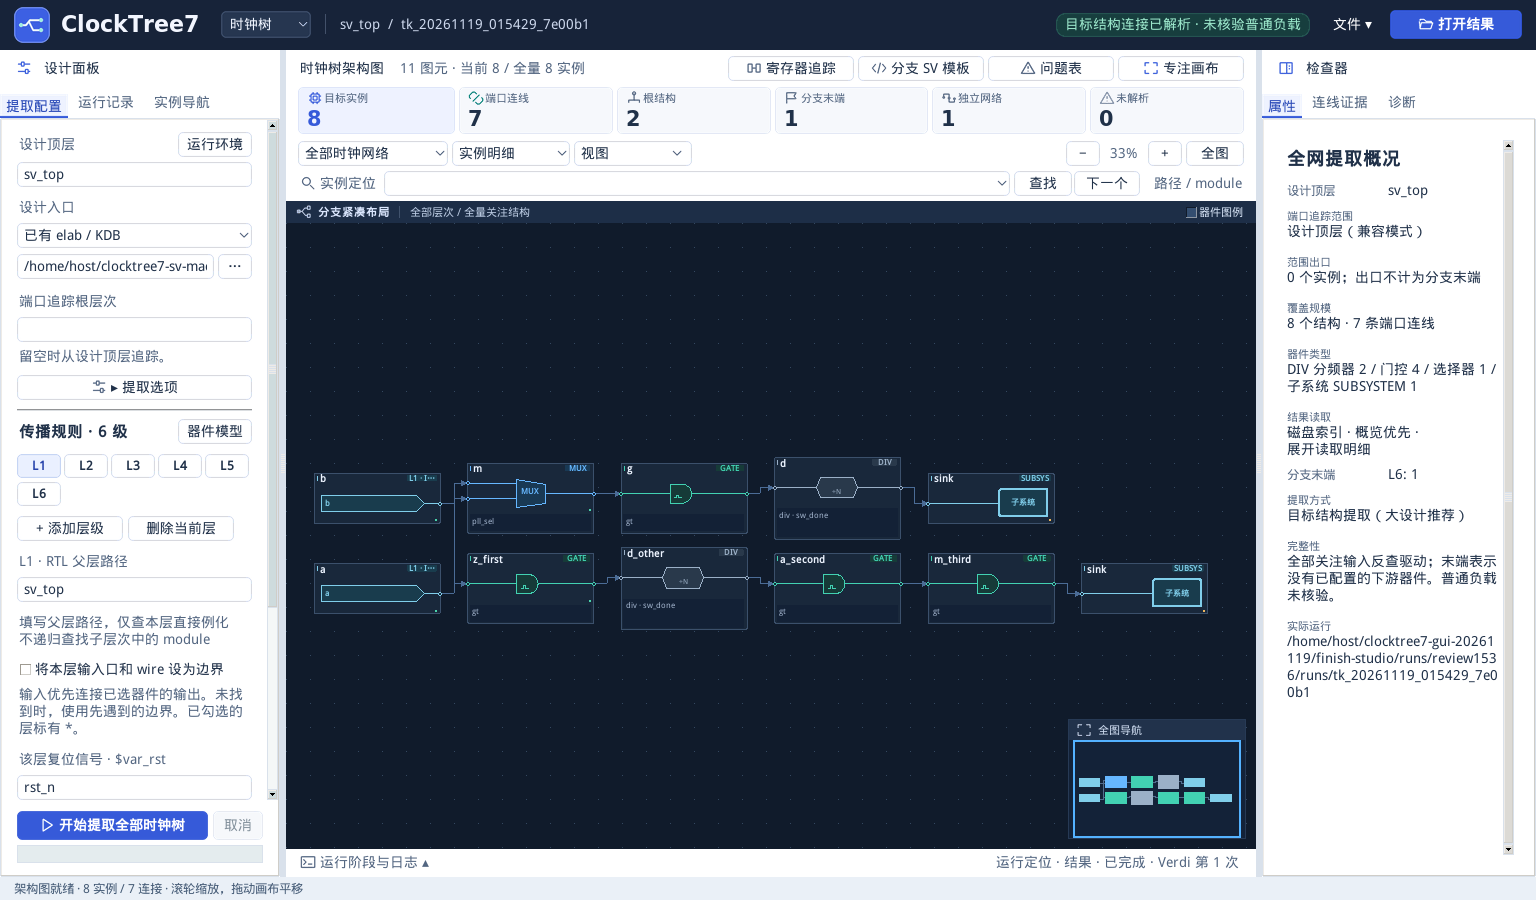 ClockTree7
时钟树
sv_top / tk_20261119_015429_7e00b1
目标结构连接已解析 · 未核验普通负载
文件 ▾
打开结果
设计面板
提取配置
运行记录
实例导航
设计顶层
运行环境
sv_top
设计入口
已有 elab / KDB
/home/host/clocktree7-sv-mac
···
端口追踪根层次
留空时从设计顶层追踪。
▸ 提取选项
传播规则 · 6 级
器件模型
L1
L2
L3
L4
L5
L6
+ 添加层级
删除当前层
L1 · RTL 父层路径
sv_top
填写父层路径，仅查本层直接例化
不递归查找子层次中的 module
将本层输入口和 wire 设为边界
输入优先连接已选器件的输出。未找
到时，使用先遇到的边界。已勾选的
层标有 *。
该层复位信号 · $var_rst
rst_n
开始提取全部时钟树
取消
时钟树架构图
11 图元 · 当前 8 / 全量 8 实例
寄存器追踪
分支 SV 模板
问题表
专注画布
目标实例
8
端口连线
7
根结构
2
分支末端
1
独立网络
1
未解析
0
全部时钟网络
实例明细
视图
−
33%
+
全图
实例定位
查找
下一个
路径 / module
分支紧凑布局
全部层次 / 全量关注结构
器件图例
b
L1 · I···
b
m
MUX
MUX
pll_sel
g
GATE
gt
d
DIV
÷N
div · sw_done
sink
SUBSYS
子系统
a
L1 · I···
a
z_first
GATE
gt
d_other
DIV
÷N
div · sw_done
a_second
GATE
gt
m_third
GATE
gt
sink
SUBSYS
子系统
全图导航
运行阶段与日志 ▴
运行定位 · 结果 · 已完成 · Verdi 第 1 次
检查器
属性
连线证据
诊断
全网提取概况
设计顶层
sv_top
端口追踪范围
设计顶层（兼容模式）
范围出口
0 个实例；出口不计为分支末端
覆盖规模
8 个结构 · 7 条端口连线
器件类型
DIV 分频器 2 / 门控 4 / 选择器 1 /
子系统 SUBSYSTEM 1
结果读取
磁盘索引 · 概览优先 ·
展开读取明细
分支末端
L6: 1
提取方式
目标结构提取（大设计推荐）
完整性
全部关注输入反查驱动；末端表示
没有已配置的下游器件。普通负载
未核验。
实际运行
/home/host/clocktree7-gui-20261
119/finish-studio/runs/review153
6/runs/tk_20261119_015429_7e0
0b1
架构图就绪 · 8 实例 / 7 连接 · 滚轮缩放，拖动画布平移